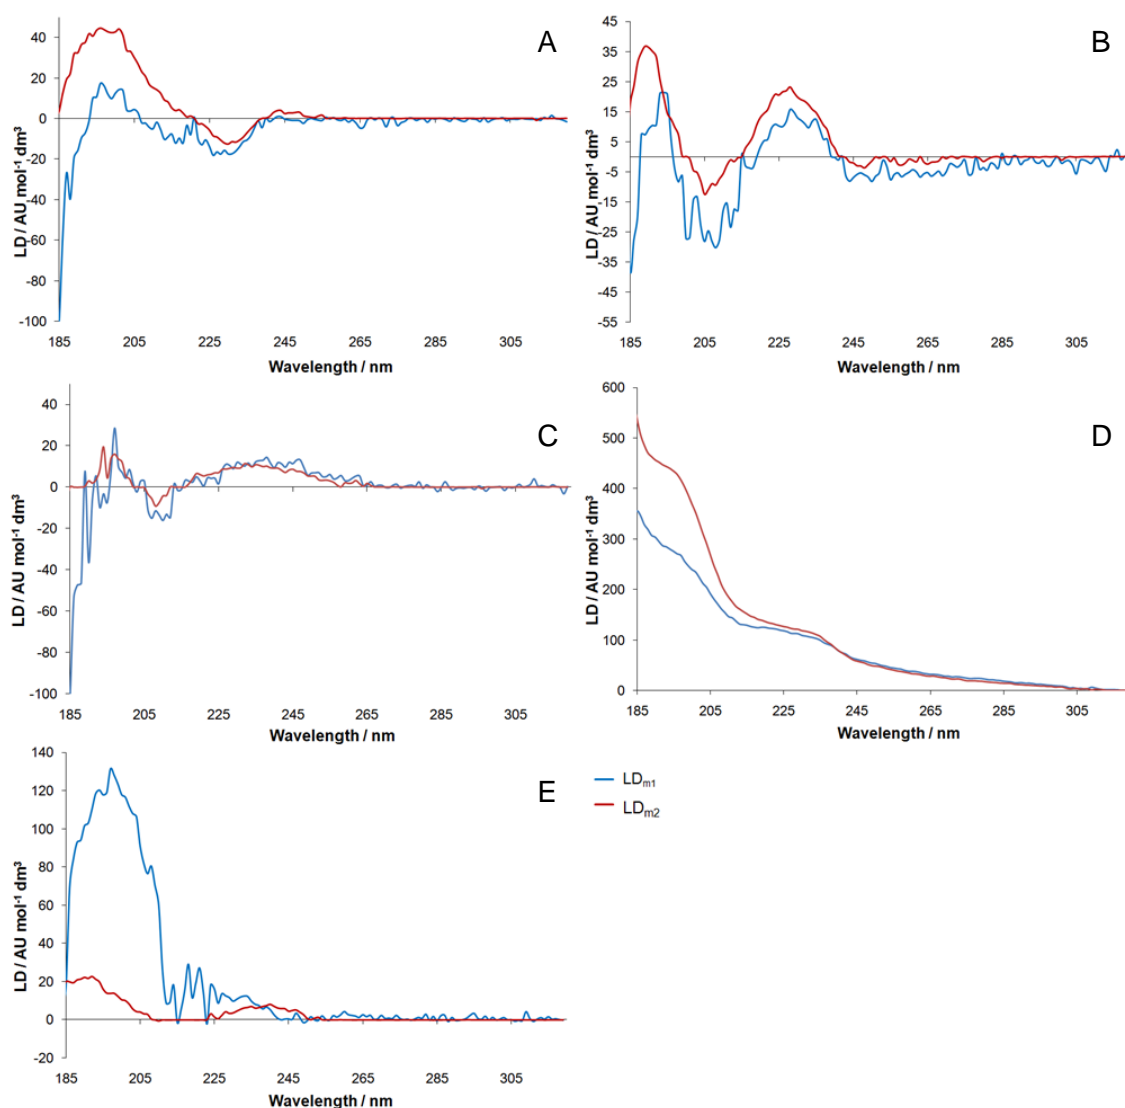 A
LD / AU mol-1 dm3
40
20
0
-20
-40
-60
-80
-100
185 205 225 245 265 285 305
Wavelength / nm
B
LD / AU mol-1 dm3
45
35
25
15
5
-5
-15
-25
-35
-45
-55
185 205 225 245 265 285 305
Wavelength / nm
C
LD / AU mol-1 dm3
40
20
0
-20
-40
-60
-80
-100
185 205 225 245 265 285 305
Wavelength / nm
D
LD / AU mol-1 dm3
600
500
400
300
200
100
0
185 205 225 245 265 285 305
Wavelength / nm
E
LD / AU mol-1 dm3
140
120
100
80
60
40
20
0
-20
185 205 225 245 265 285 305
Wavelength / nm
LDm1
LDm2